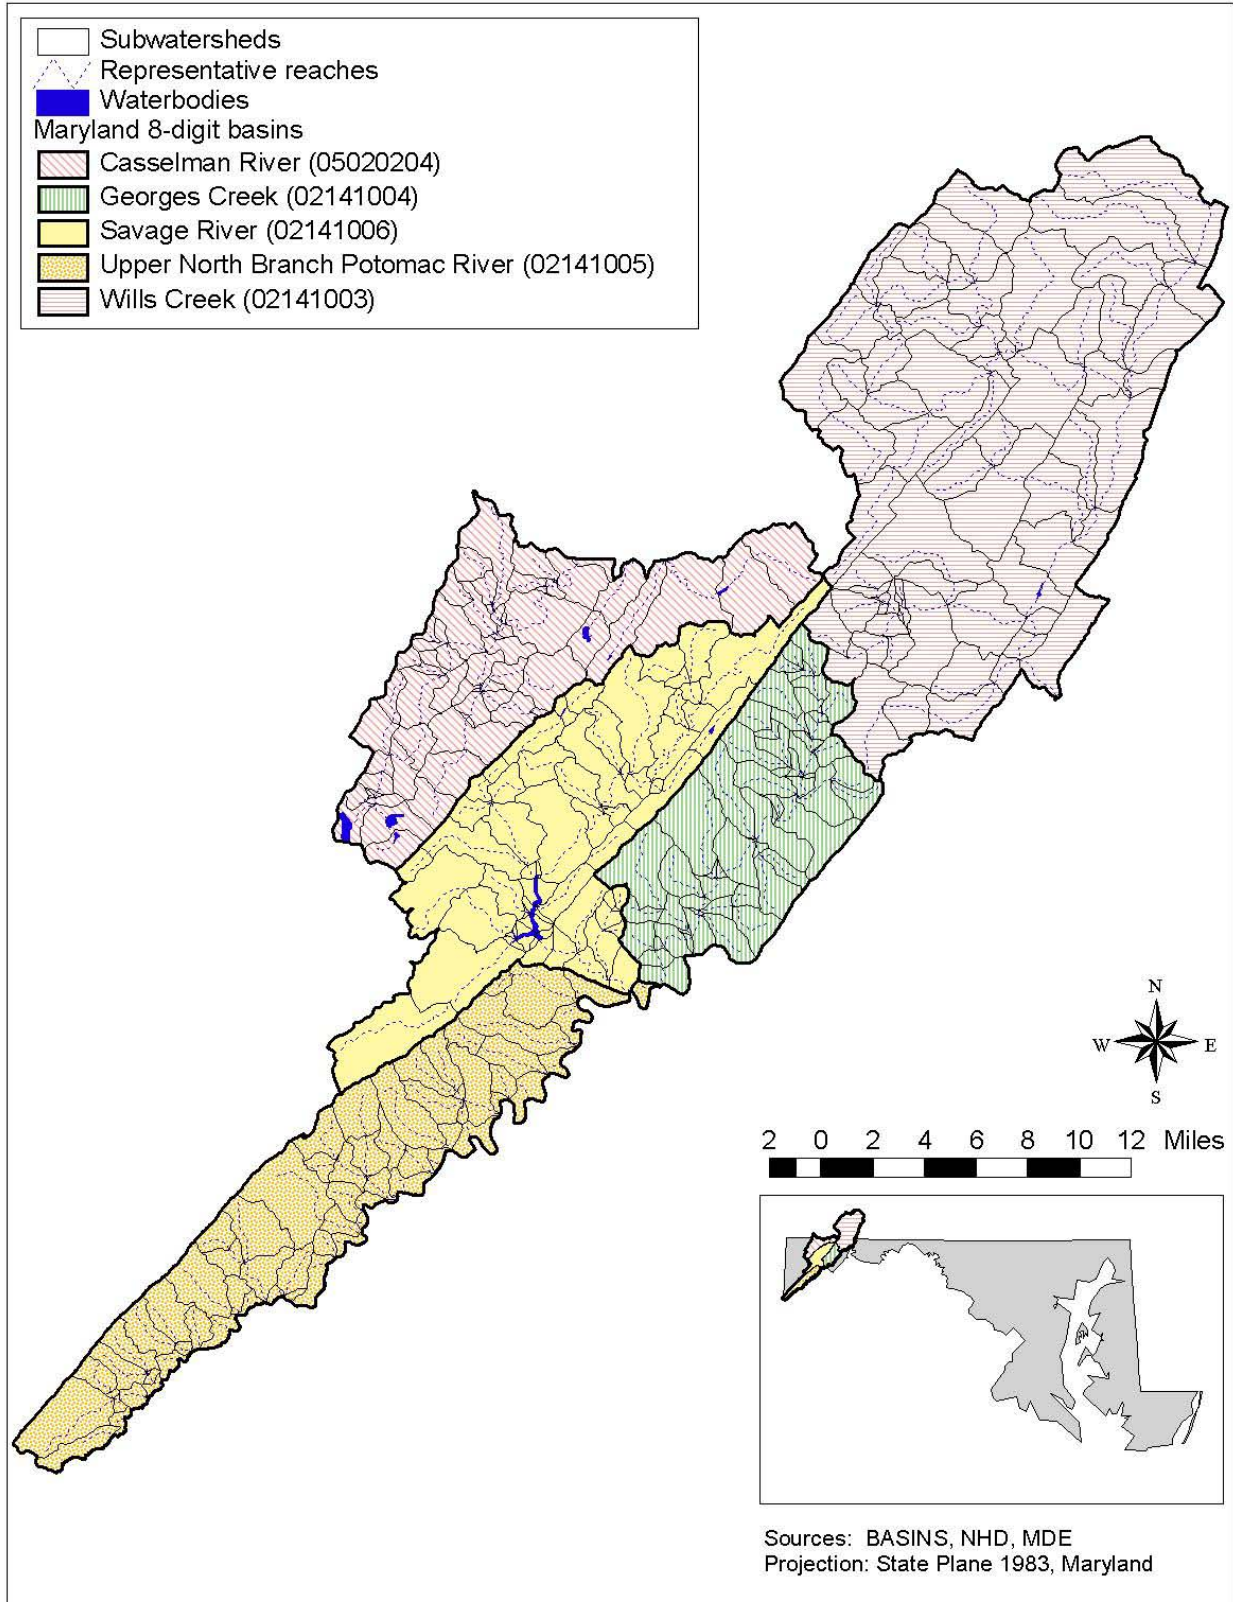 Subwatersheds
Representative reaches
Waterbodies
Maryland 8-digit basins
Casselman River (05020204)
Georges Creek (02141004)
Savage River (02141006)
Upper North Branch Potomac River (02141005)
Wills Creek (02141003)
N
W E
S
2 0 2 4 6 8 10 12 Miles
Sources: BASINS, NHD, MDE
Projection: State Plane 1983, Maryland